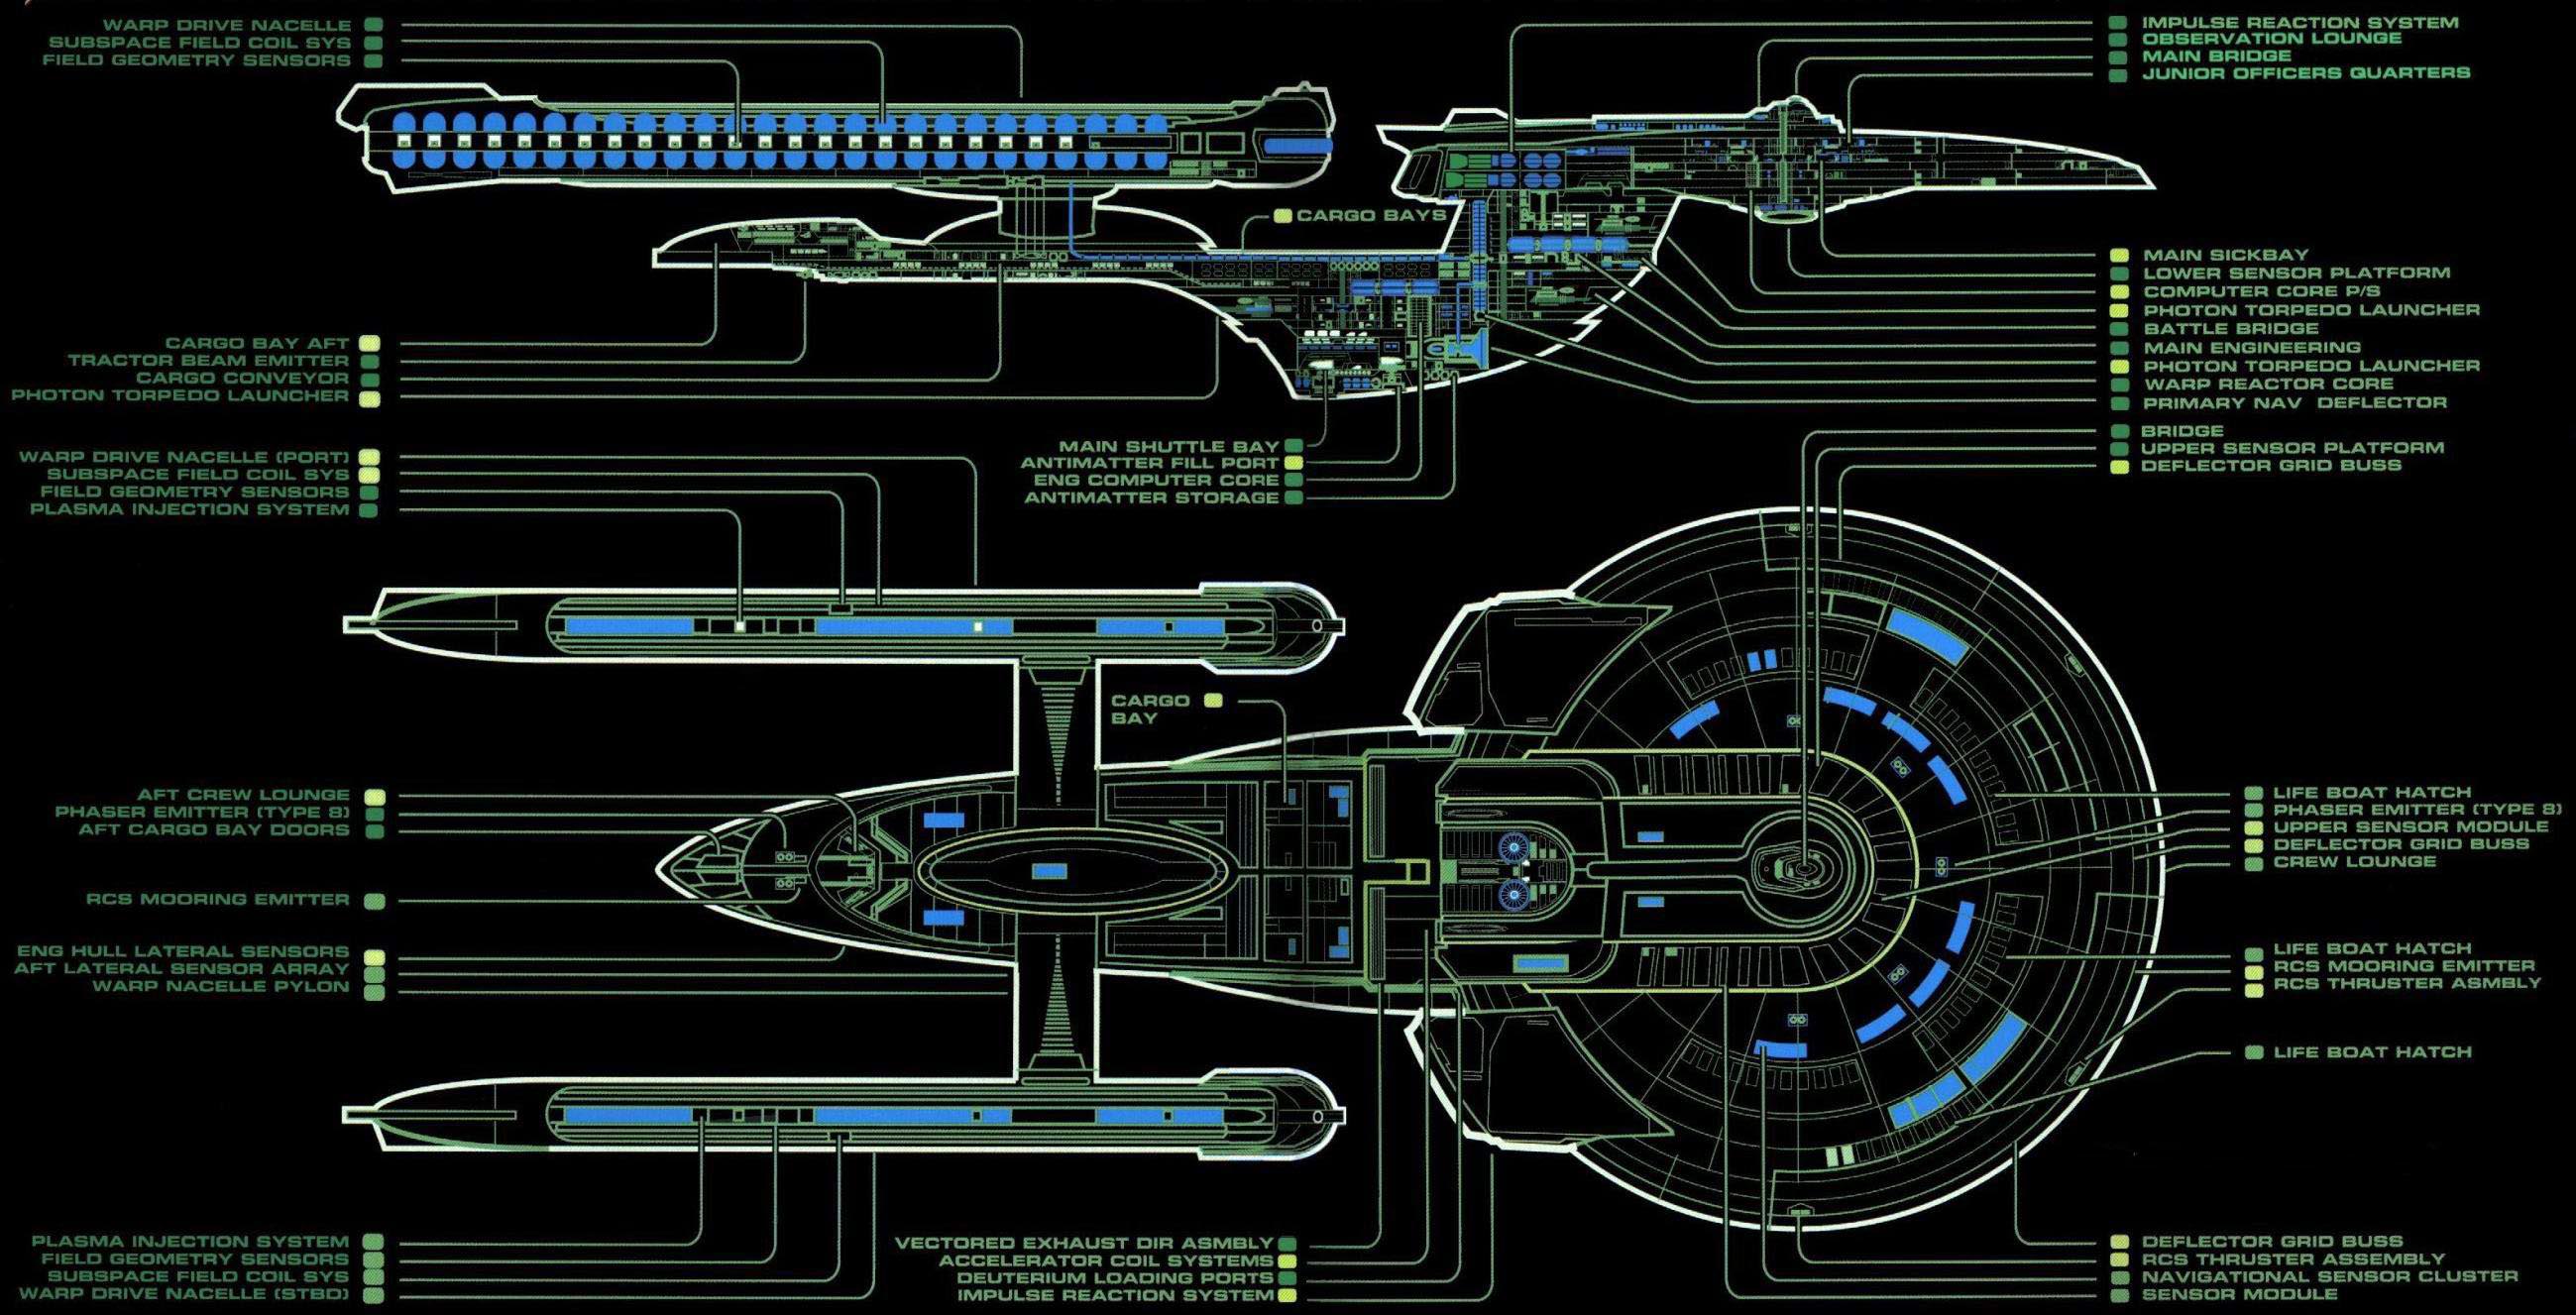 WARP DRIVE NACELLE
SUBSPACE FIELD COIL SYS
FIELD GEOMETRY SENSORS
IMPULSE REACTION SYSTEM
OBSERVATION LOUNGE
MAIN BRIDGE
JUNIOR OFFICERS QUARTERS
CARGO BAYS
MAIN SICKBAY
LOWER SENSOR PLATFORM
COMPUTER CORE P/S
PHOTON TORPEDO LAUNCHER
BATTLE BRIDGE
MAIN ENGINEERING
PHOTON TORPEDO LAUNCHER
WARP REACTOR CORE
PRIMARY NAV DEFLECTOR
CARGO BAY AFT
TRACTOR BEAM EMITTER
CARGO CONVEYOR
PHOTON TORPEDO LAUNCHER
MAIN SHUTTLE BAY
ANTIMATTER FILL PORT
ENG COMPUTER CORE
ANTIMATTER STORAGE
BRIDGE
UPPER SENSOR PLATFORM
DEFLECTOR GRID BUSS
WARP DRIVE NACELLE (PORT)
SUBSPACE FIELD COIL SYS
FIELD GEOMETRY SENSORS
PLASMA INJECTION SYSTEM
CARGO
BAY
AFT CREW LOUNGE
PHASER EMITTER (TYPE 8)
AFT CARGO BAY DOORS
RCS MOORING EMITTER
ENG HULL LATERAL SENSORS
AFT LATERAL SENSOR ARRAY
WARP NACELLE PYLON
LIFE BOAT HATCH
PHASER EMITTER (TYPE 8)
UPPER SENSOR MODULE
DEFLECTOR GRID BUSS
CREW LOUNGE
LIFE BOAT HATCH
RCS MOORING EMITTER
RCS THRUSTER ASMBLY
LIFE BOAT HATCH
PLASMA INJECTION SYSTEM
FIELD GEOMETRY SENSORS
SUBSPACE FIELD COIL SYS
WARP DRIVE NACELLE (STBD)
VECTORED EXHAUST DIR ASMBLY
ACCELERATOR COIL SYSTEMS
DEUTERIUM LOADING PORTS
IMPULSE REACTION SYSTEM
DEFLECTOR GRID BUSS
RCS THRUSTER ASSEMBLY
NAVIGATIONAL SENSOR CLUSTER
SENSOR MODULE